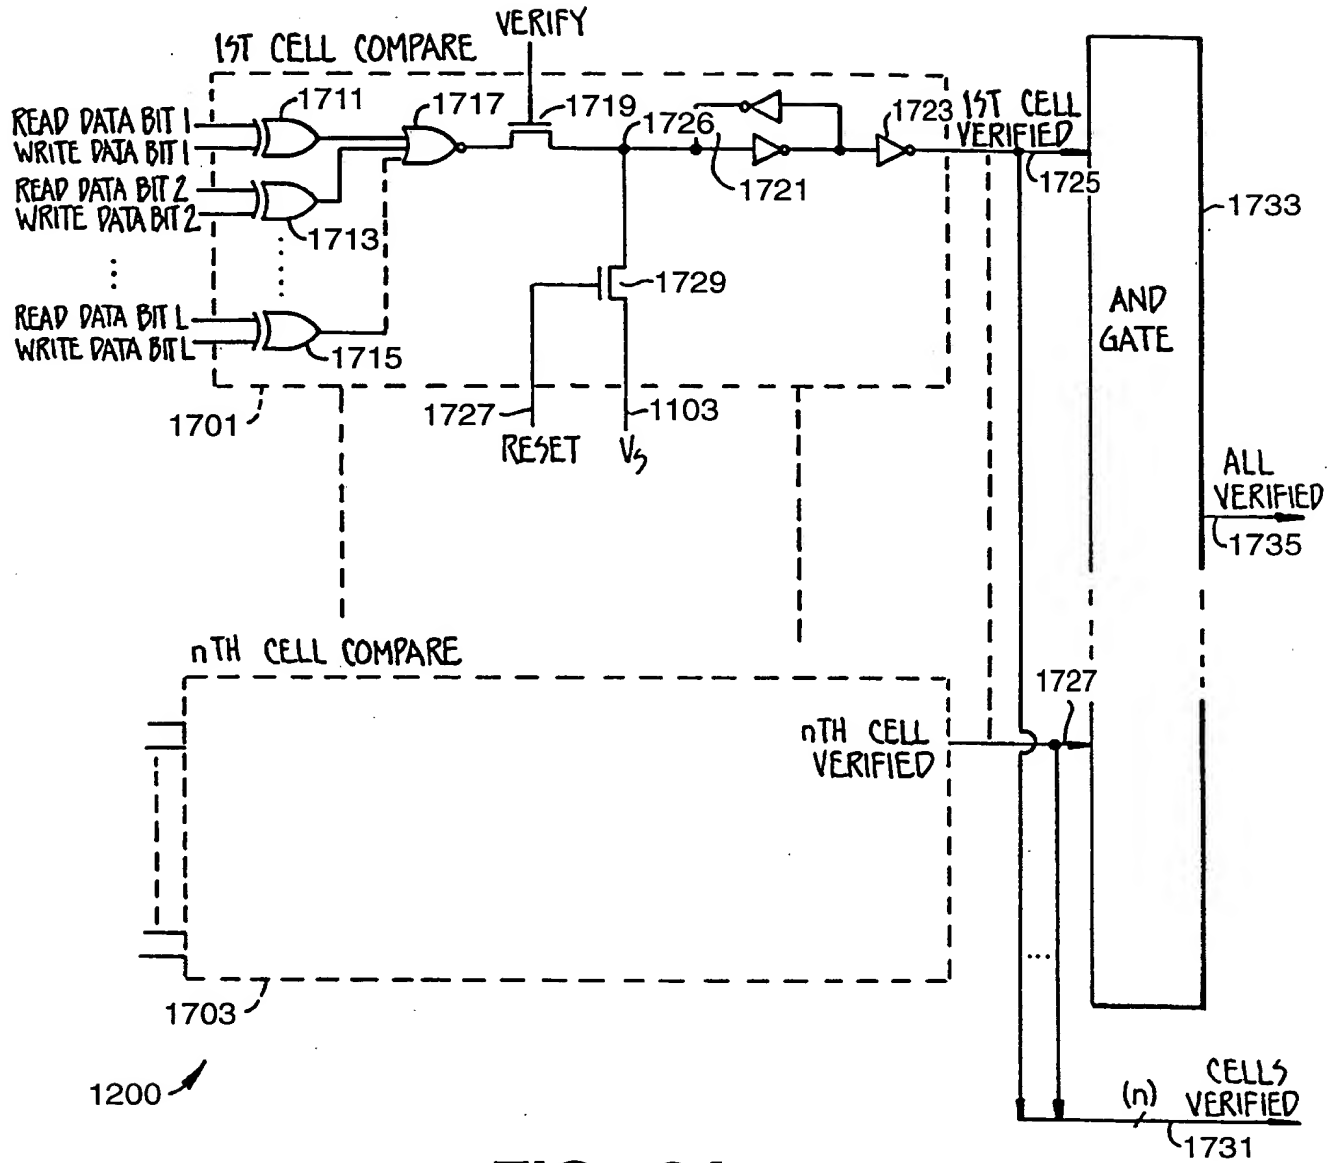 VERIFY
1ST CELL COMPARE
1711
1717
1719
1726
1723
1ST CELL
VERIFIED
READ DATA BIT 1
WRITE DATA BIT 1
1721
1725
READ DATA BIT 2
WRITE DATA BIT 2
1713
1733
1729
AND
GATE
READ DATA BIT L
WRITE DATA BIT L
1715
1701
1727
1103
RESET
VS
ALL
VERIFIED
1735
nTH CELL COMPARE
1727
nTH CELL
VERIFIED
1703
1200
(n)
CELLS
VERIFIED
1731